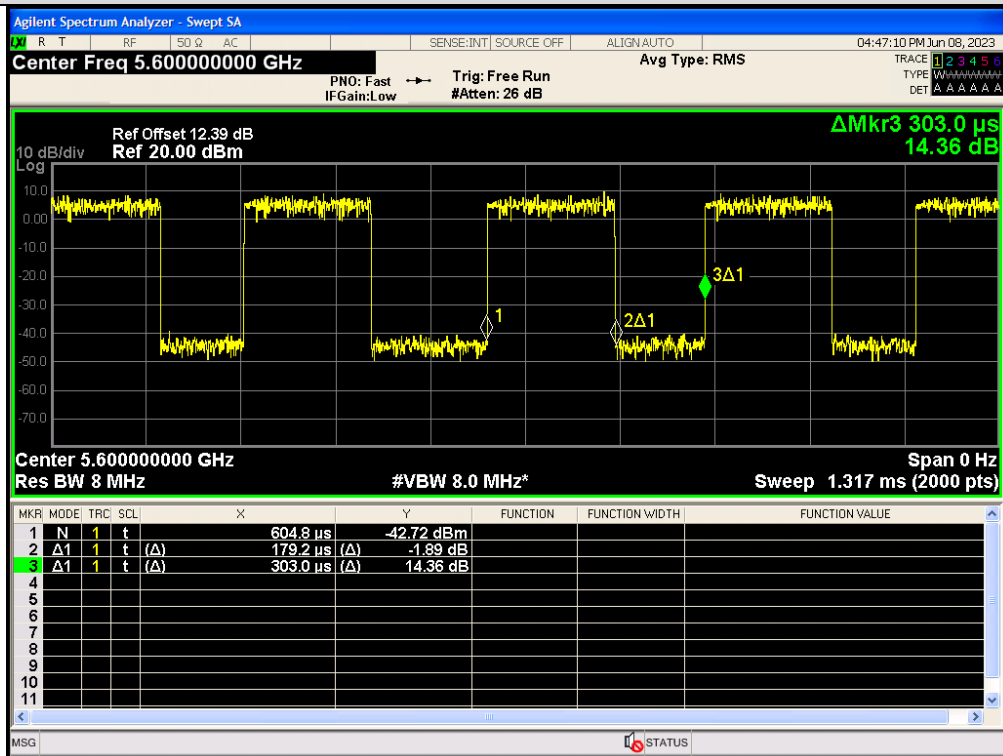 Agilent Spectrum Analyzer - Swept SA
LXI R T RF 50 Ω AC SENSE:INT SOURCE OFF ALIGN AUTO 04:47:10 PM Jun 08, 2023
Center Freq 5.600000000 GHz Avg Type: RMS TRACE 1 2 3 4 5 6
PNO: Fast Trig: Free Run TYPE W
IFGain:Low #Atten: 26 dB DET A A A A A A
ΔMkr3 303.0 µs
Ref Offset 12.39 dB
10 dB/div Ref 20.00 dBm 14.36 dB
Log
10.0
0.00
-10.0
-20.0
3Δ1
-30.0
1
2Δ1
-40.0
-50.0
-60.0
-70.0
Center 5.600000000 GHz Span 0 Hz
Res BW 8 MHz #VBW 8.0 MHz* Sweep 1.317 ms (2000 pts)
MKR MODE TRC SCL X Y FUNCTION FUNCTION WIDTH FUNCTION VALUE
1 N 1 t 604.8 µs -42.72 dBm
2 Δ1 1 t (Δ) 179.2 µs (Δ) -1.89 dB
3 Δ1 1 t (Δ) 303.0 µs (Δ) 14.36 dB
4
5
6
7
8
9
10
11
MSG STATUS